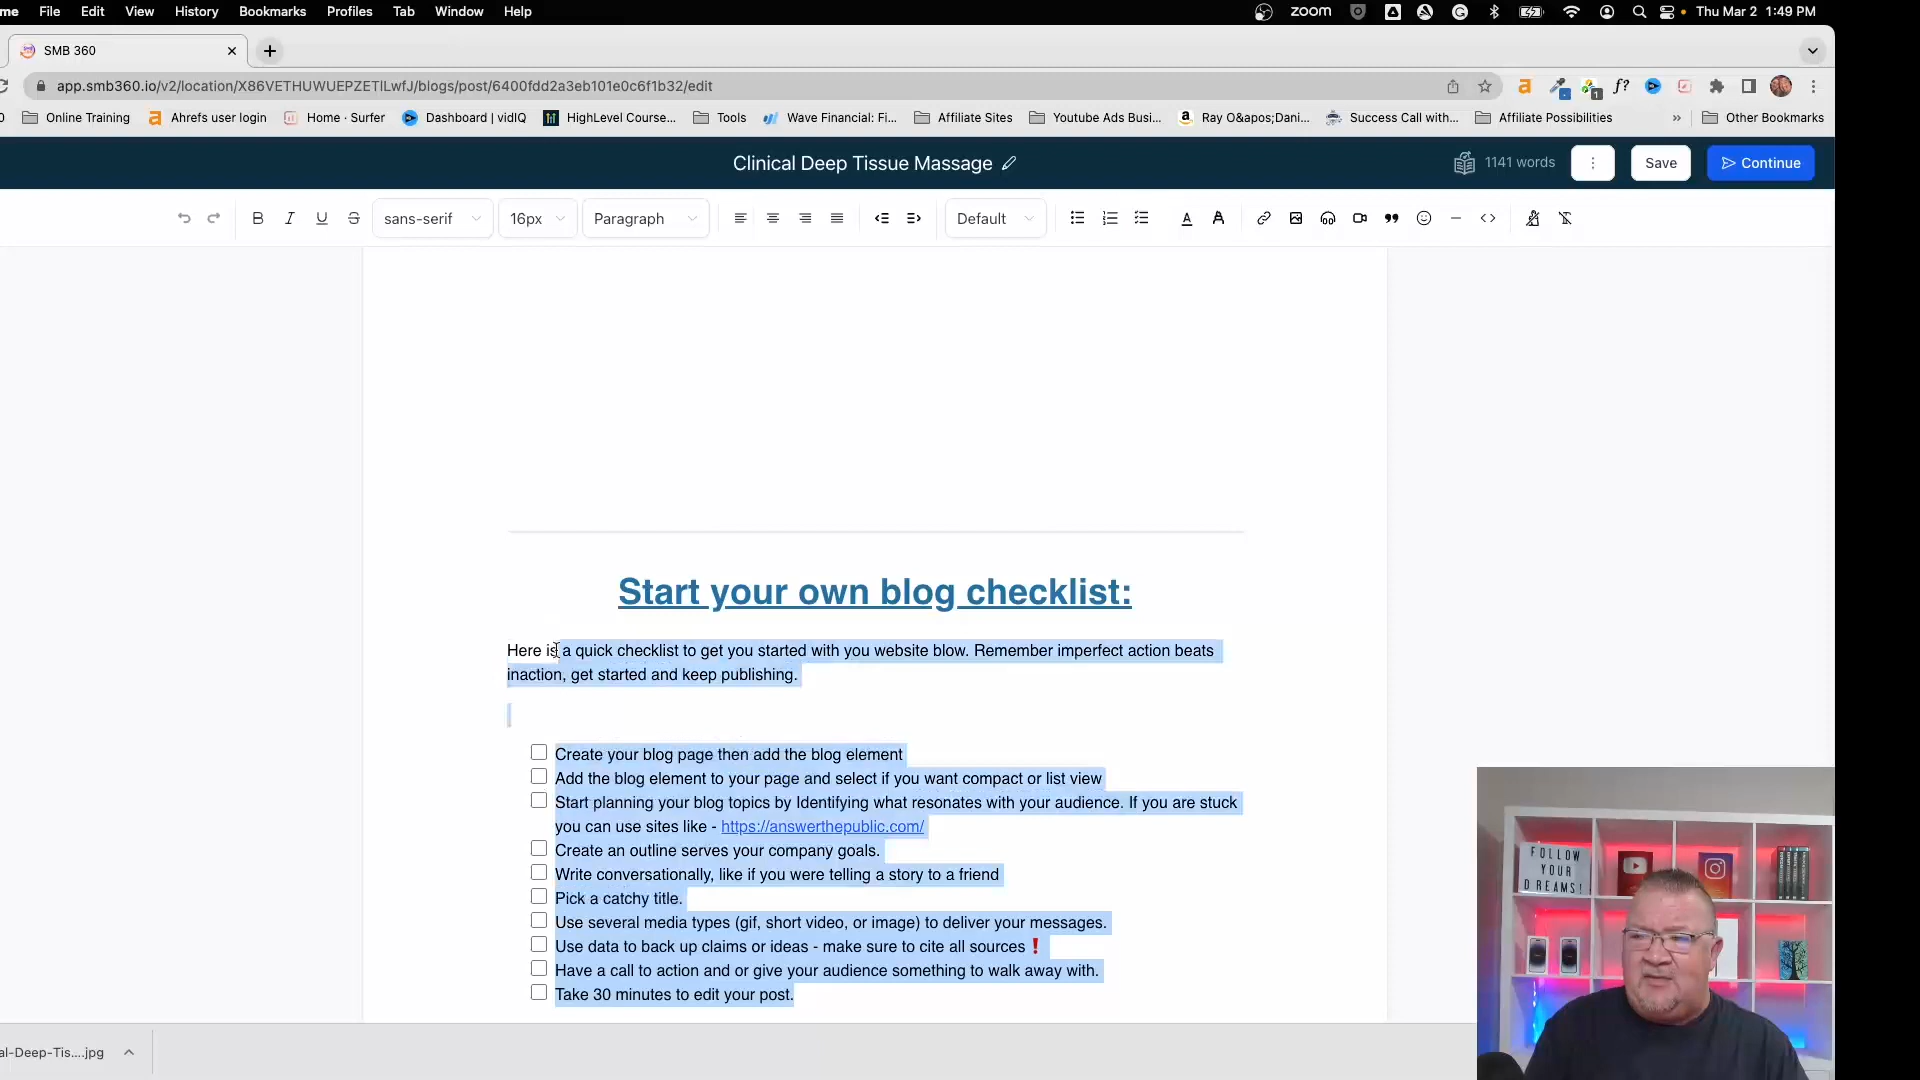 me File Edit View History Bookmarks Profiles Tab Window Help zoom Thu Mar 2 1:49 PM
SMB 360
app.smb360.io/v2/location/X86VETHUWUEPZETlLwfJ/blogs/post/6400fdd2a3eb101e0c6f1b32/edit
Online Training Ahrefs user login Home · Surfer Dashboard | vidIQ HighLevel Course... Tools Wave Financial: Fi... Affiliate Sites Youtube Ads Busi... Ray O&apos;Dani... Success Call with... Affiliate Possibilities » Other Bookmarks
Clinical Deep Tissue Massage 1141 words Save Continue
B I U S sans-serif 16px Paragraph Default
Start your own blog checklist:
Here is a quick checklist to get you started with you website blow. Remember imperfect action beats
inaction, get started and keep publishing.
Create your blog page then add the blog element
Add the blog element to your page and select if you want compact or list view
Start planning your blog topics by Identifying what resonates with your audience. If you are stuck
you can use sites like - https://answerthepublic.com/
Create an outline serves your company goals.
Write conversationally, like if you were telling a story to a friend
Pick a catchy title.
Use several media types (gif, short video, or image) to deliver your messages.
Use data to back up claims or ideas - make sure to cite all sources ❗
Have a call to action and or give your audience something to walk away with.
Take 30 minutes to edit your post.
al-Deep-Tis....jpg
FOLLOW
YOUR
DREAMS!